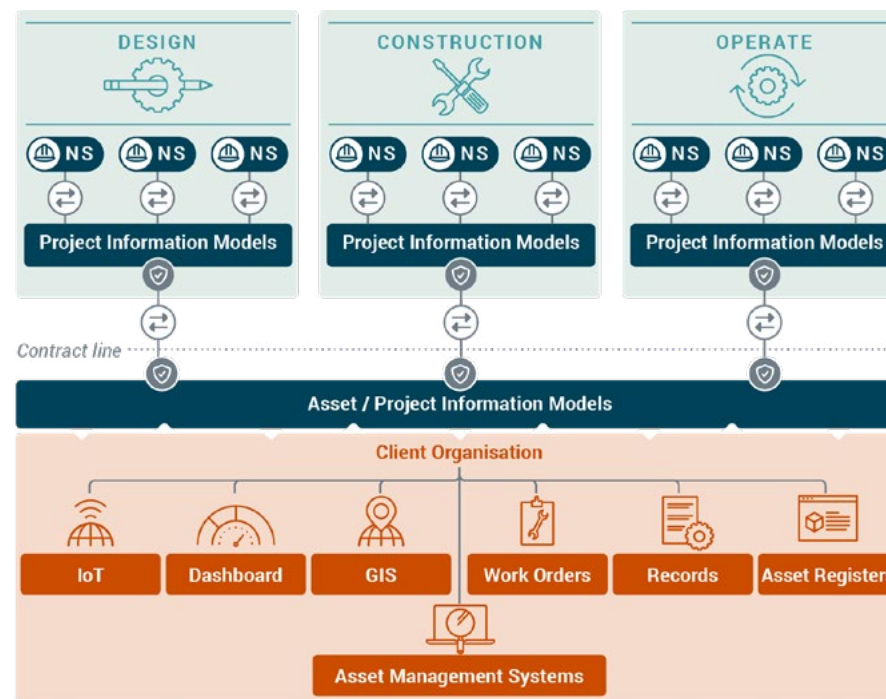 DESIGN
CONSTRUCTION
OPERATE
NS NS NS
NS NS NS
NS NS NS
Project Information Models
Project Information Models
Project Information Models
Contract line
Asset / Project Information Models
Client Organisation
IoT
Dashboard
GIS
Work Orders
Records
Asset Register
Asset Management Systems